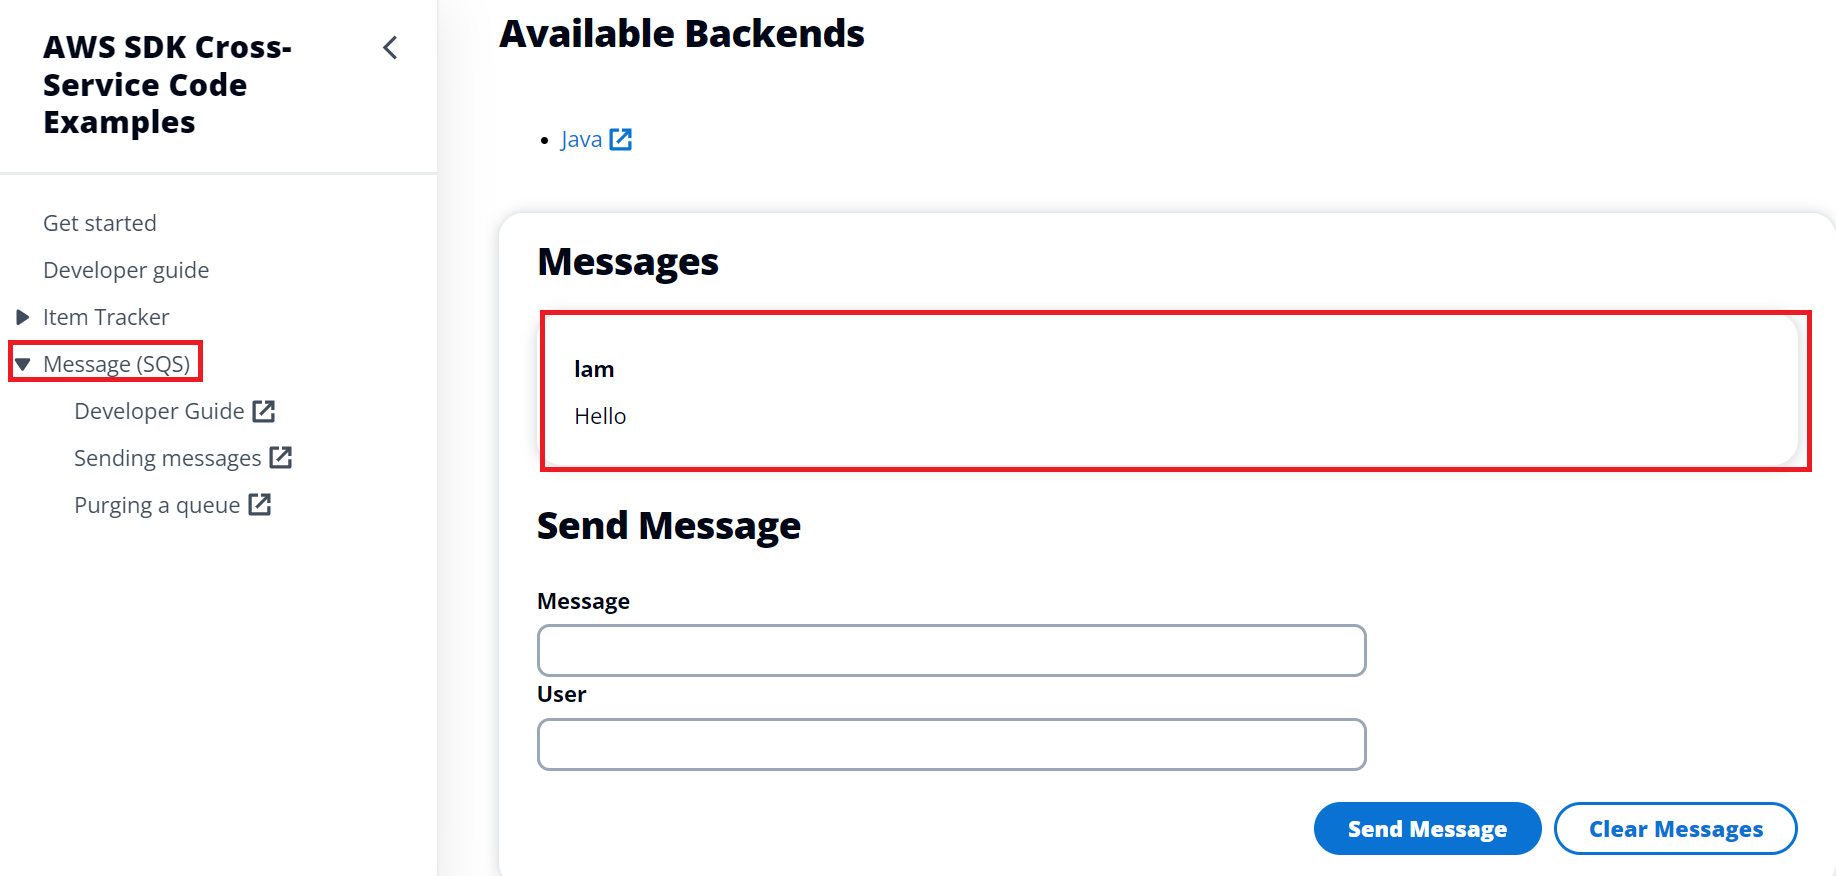 AWS SDK Cross-
Service Code
Examples
Get started
Developer guide
Item Tracker
Message (SQS)
Developer Guide
Sending messages
Purging a queue
Available Backends
Java
Messages
lam
Hello
Send Message
Message
User
Send Message
Clear Messages